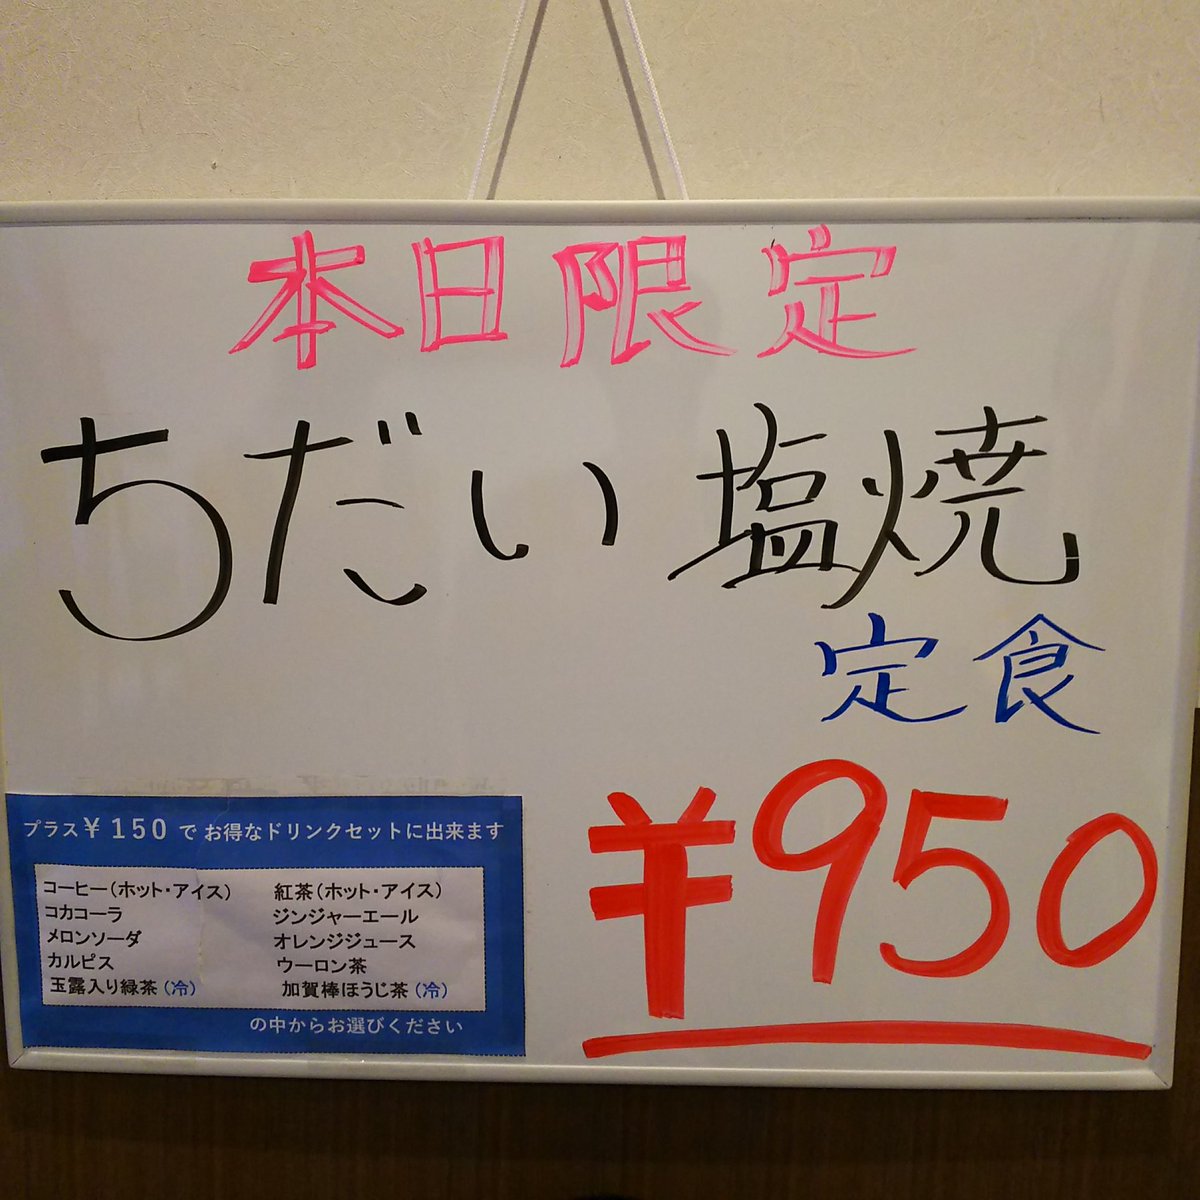 本日限定
ちだい 塩焼
定食
¥950
プラス¥150でお得なドリンクセットに出来ます
コーヒー(ホット・アイス) 紅茶(ホット・アイス)
コカコーラ ジンジャーエール
メロンソーダ オレンジジュース
カルピス ウーロン茶
玉露入り緑茶(冷) 加賀棒ほうじ茶(冷)
の中からお選びください